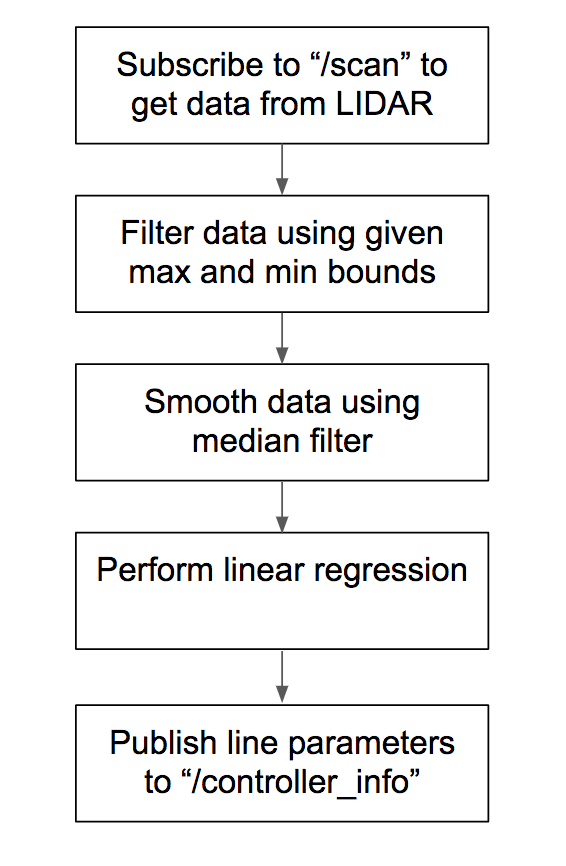 Subscribe to “/scan” to
get data from LIDAR
Filter data using given
max and min bounds
Smooth data using
median filter
Perform linear regression
Publish line parameters
to “/controller_info”